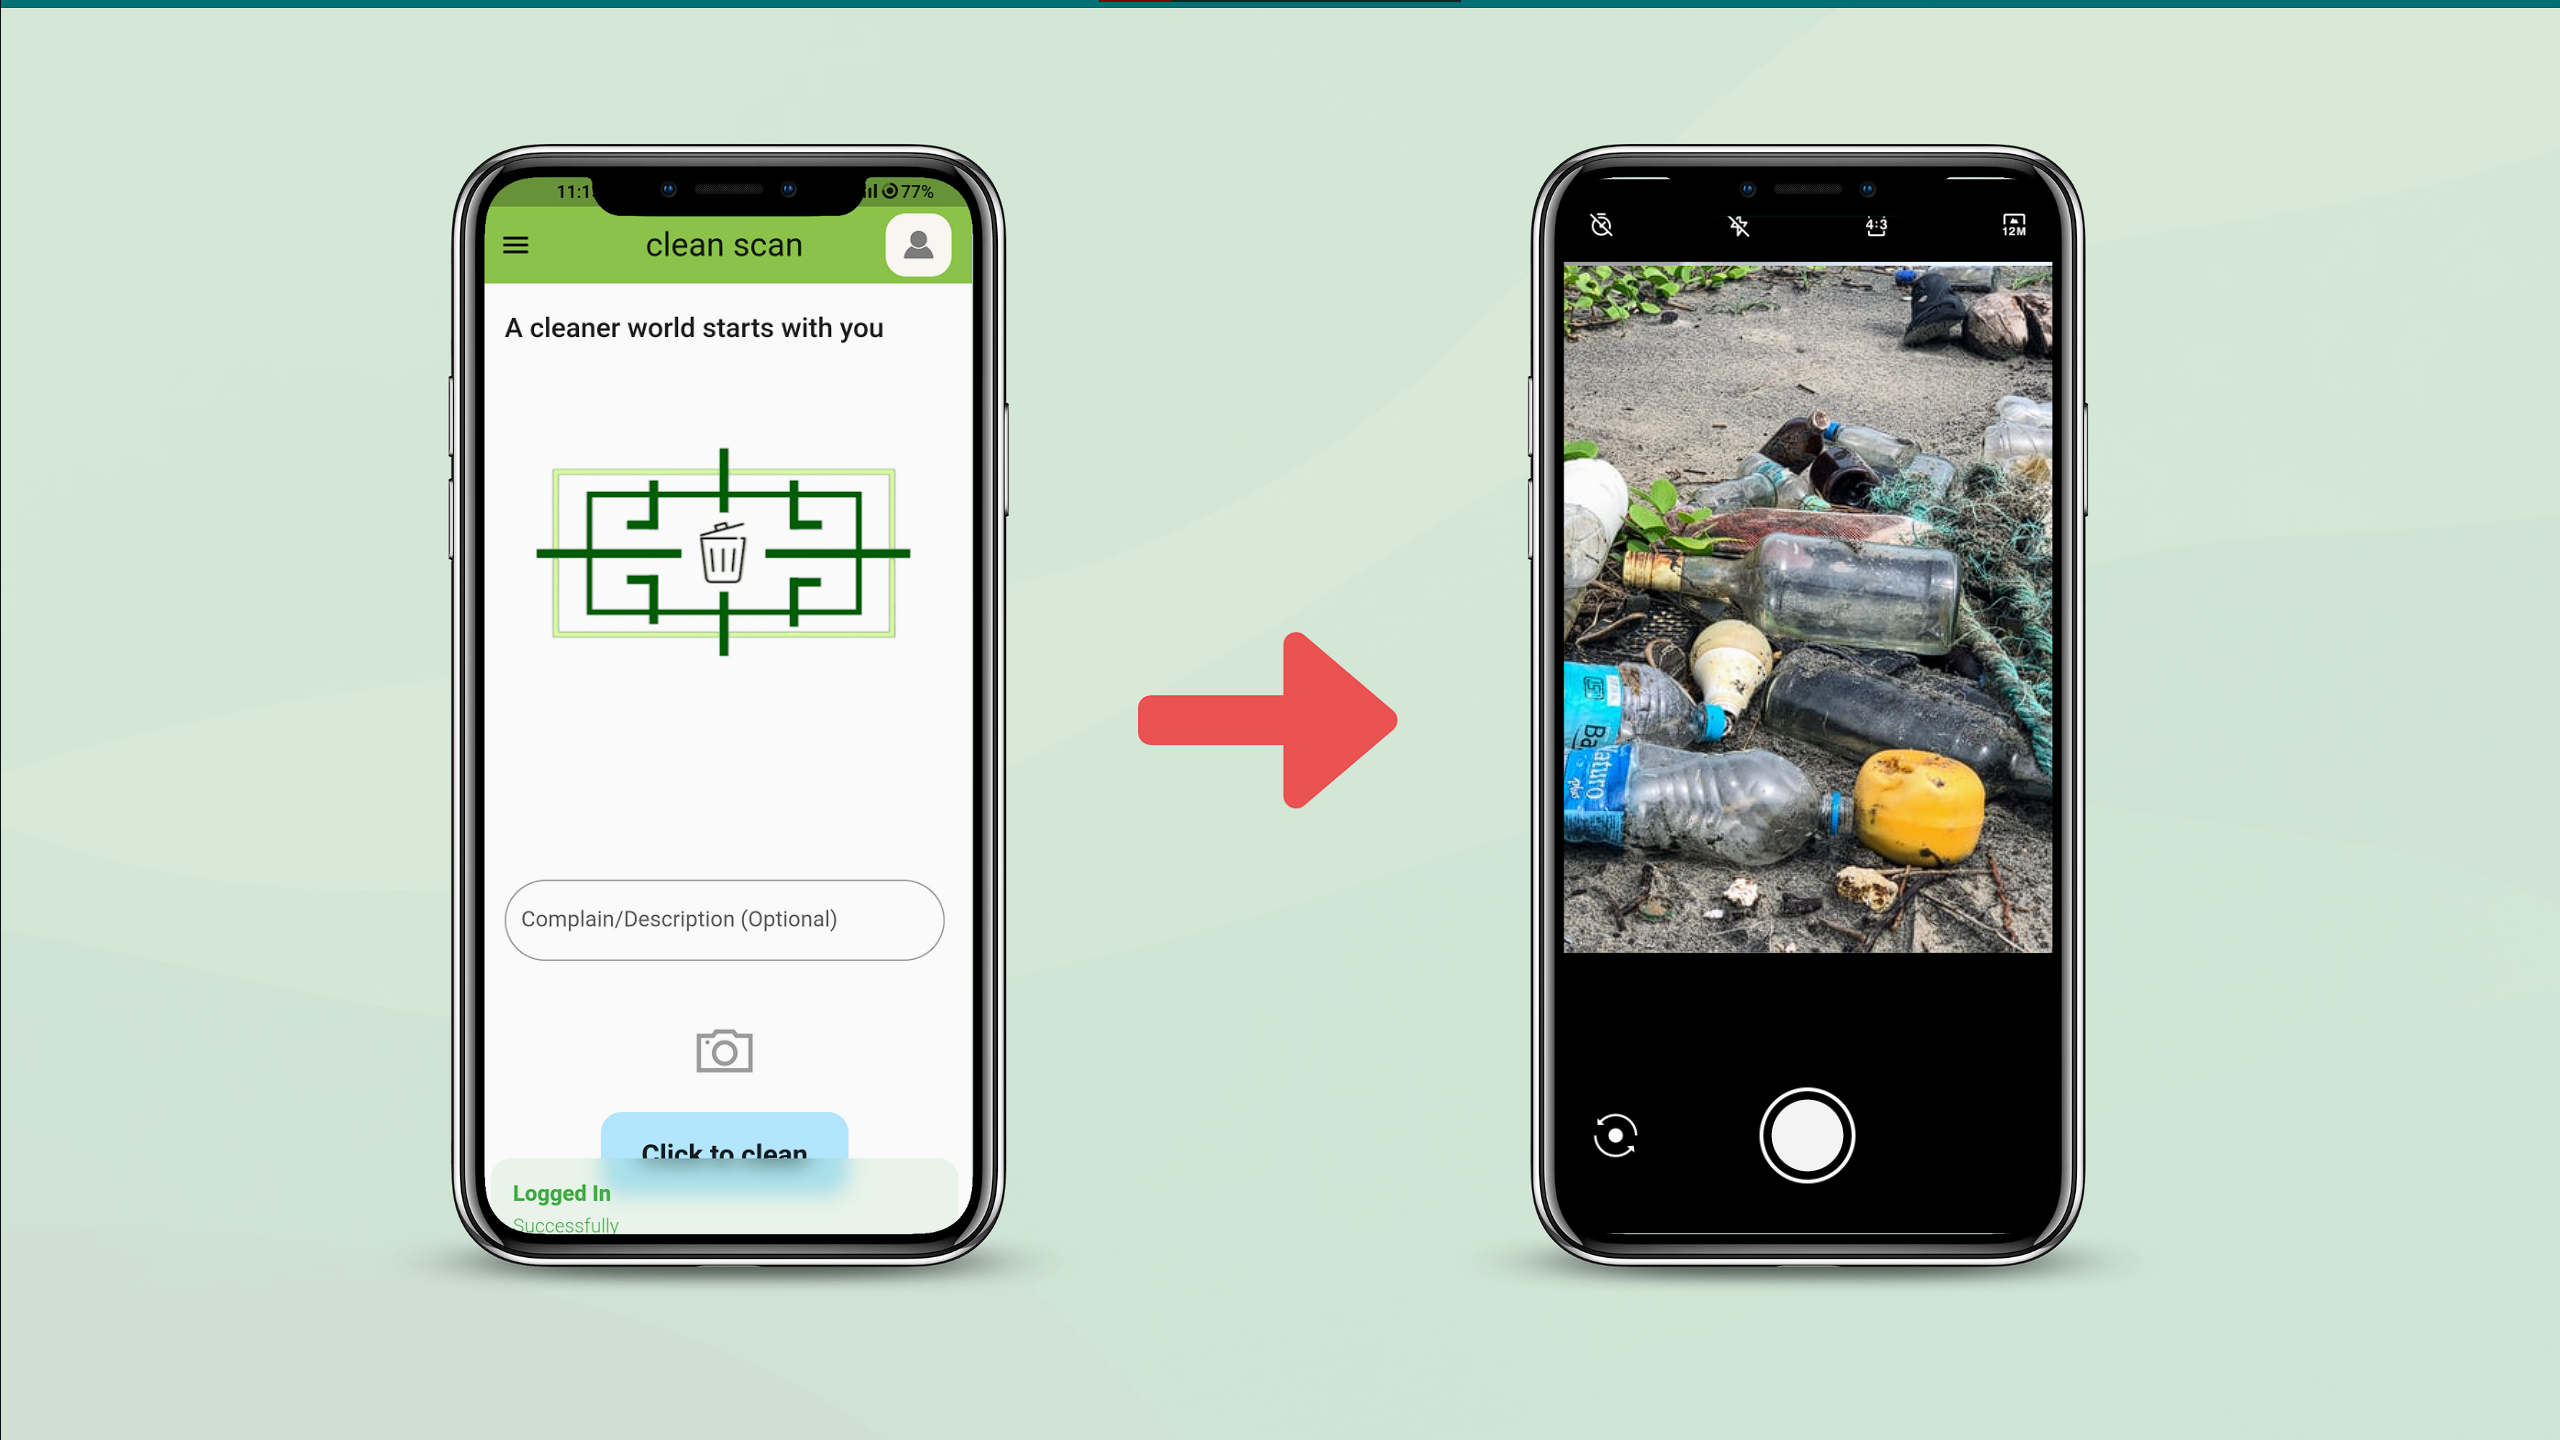 11:1
77%
clean scan
A cleaner world starts with you
Complain/Description (Optional)
Click to clean
Logged In
Successfully
4:3
12M
Ba
aturo
plus